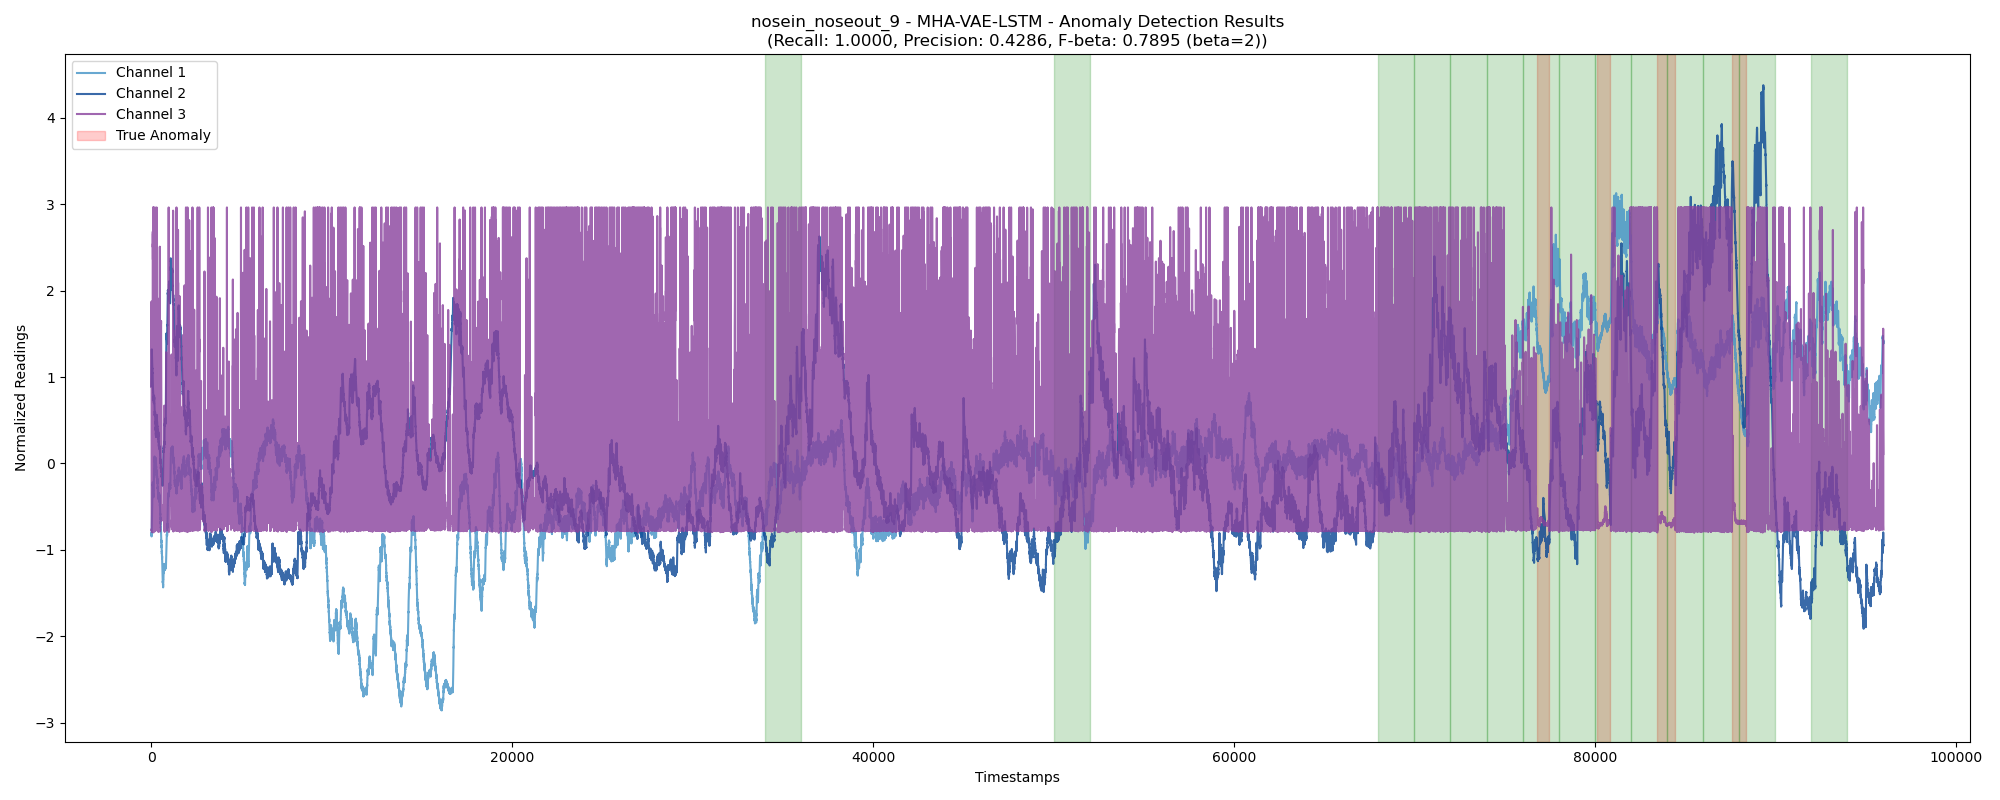 nosein_noseout_9 - MHA-VAE-LSTM - Anomaly Detection Results
(Recall: 1.0000, Precision: 0.4286, F-beta: 0.7895 (beta=2))
Channel 1
Channel 2
Channel 3
True Anomaly
Normalized Readings
4
3
2
1
0
−1
−2
−3
0
20000
40000
60000
80000
100000
Timestamps